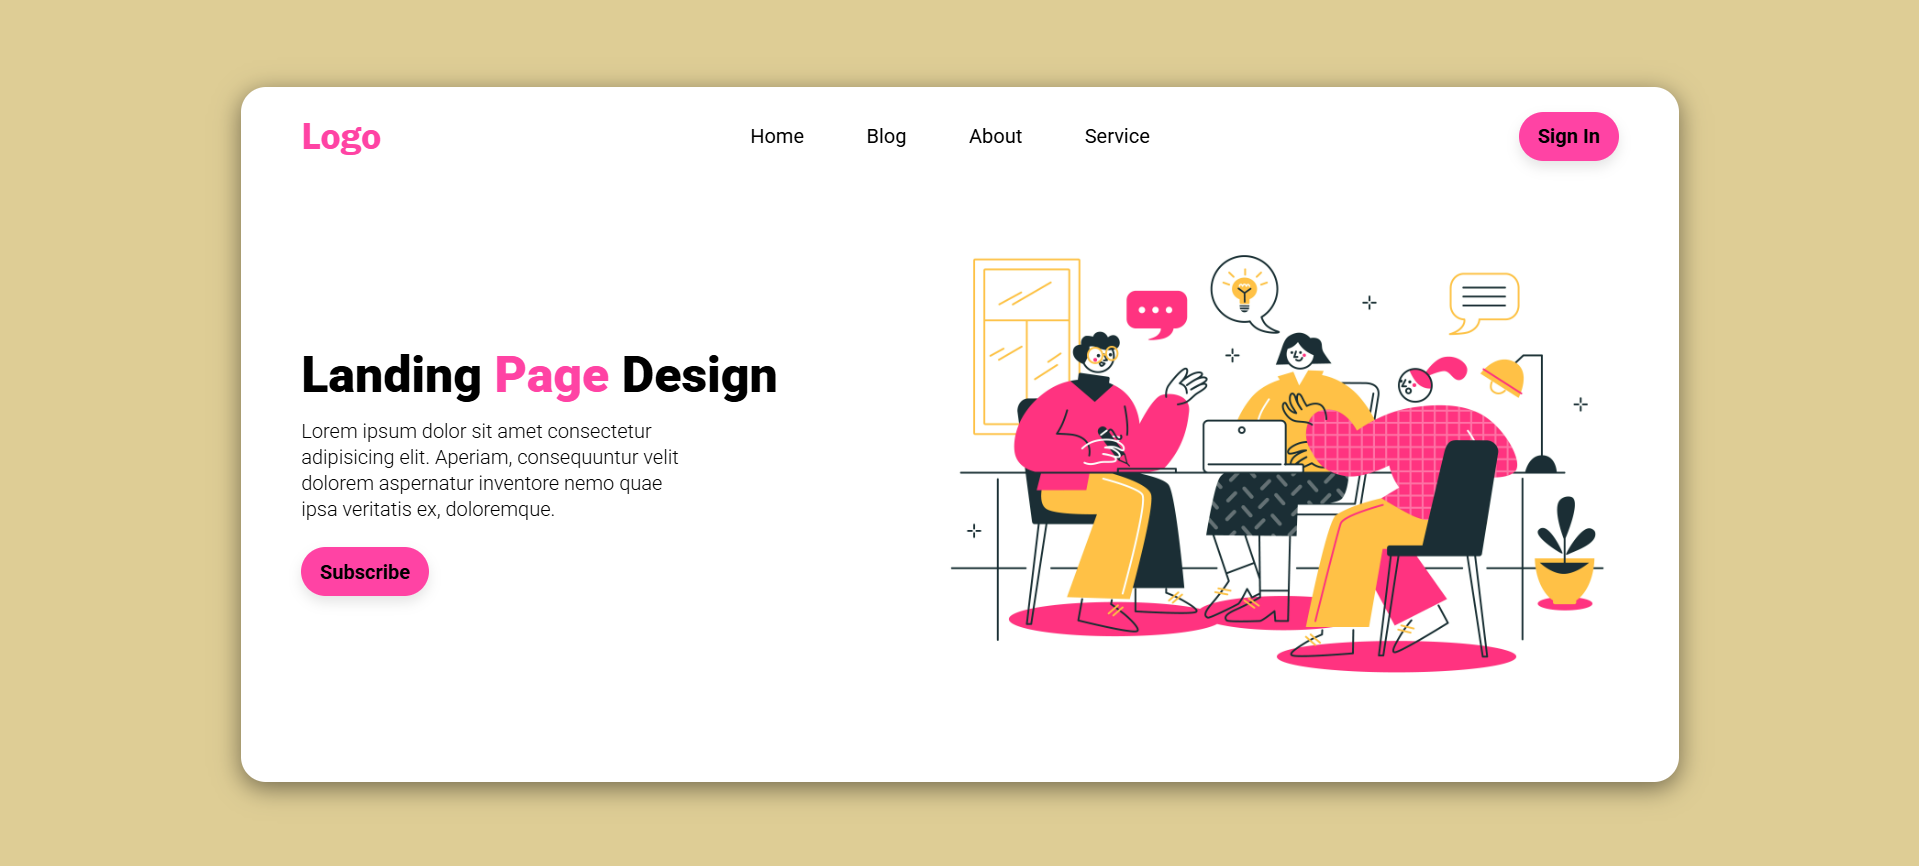 Logo
Home Blog About Service
Sign In
Landing Page Design
Lorem ipsum dolor sit amet consectetur
adipisicing elit. Aperiam, consequuntur velit
dolorem aspernatur inventore nemo quae
ipsa veritatis ex, doloremque.
Subscribe